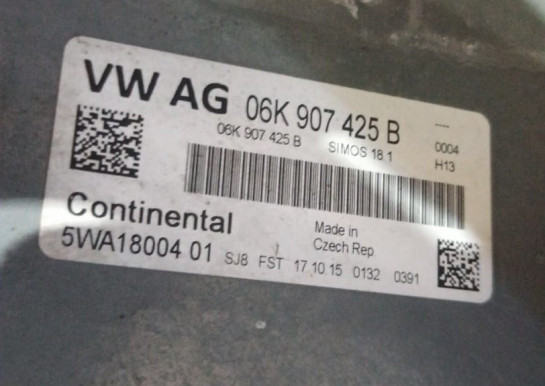 VW AG 06K 907 425 B ----
06K 907 425 B SIMOS 18 1 0004
H13
Continental
Made in
Czech Rep
5WA18004 01 SJ8 FST 17 10 15 0132 0391